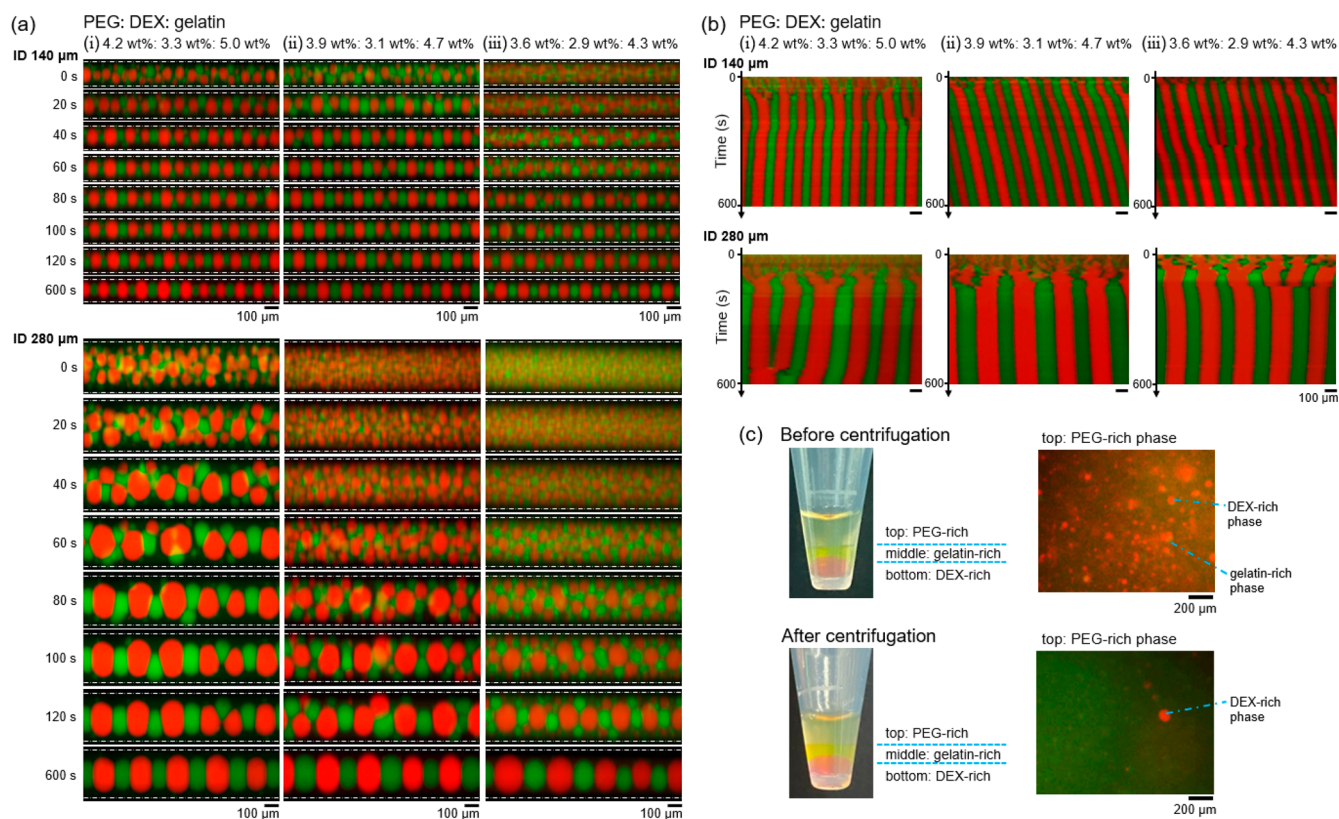 (a)
PEG: DEX: gelatin
(i) 4.2 wt%: 3.3 wt%: 5.0 wt% (ii) 3.9 wt%: 3.1 wt%: 4.7 wt% (iii) 3.6 wt%: 2.9 wt%: 4.3 wt%
ID 140 µm
0 s
20 s
40 s
60 s
80 s
100 s
120 s
600 s
100 µm 100 µm 100 µm
ID 280 µm
0 s
20 s
40 s
60 s
80 s
100 s
120 s
600 s
100 µm 100 µm 100 µm
(b)
PEG: DEX: gelatin
(i) 4.2 wt%: 3.3 wt%: 5.0 wt% (ii) 3.9 wt%: 3.1 wt%: 4.7 wt% (iii) 3.6 wt%: 2.9 wt%: 4.3 wt%
ID 140 µm
0 0 0
Time (s)
600 600 600
ID 280 µm
0 0 0
Time (s)
600 600 600
100 µm
(c)
Before centrifugation
top: PEG-rich
middle: gelatin-rich
bottom: DEX-rich
top: PEG-rich phase
DEX-rich
phase
gelatin-rich
phase
200 µm
After centrifugation
top: PEG-rich
middle: gelatin-rich
bottom: DEX-rich
top: PEG-rich phase
DEX-rich
phase
200 µm